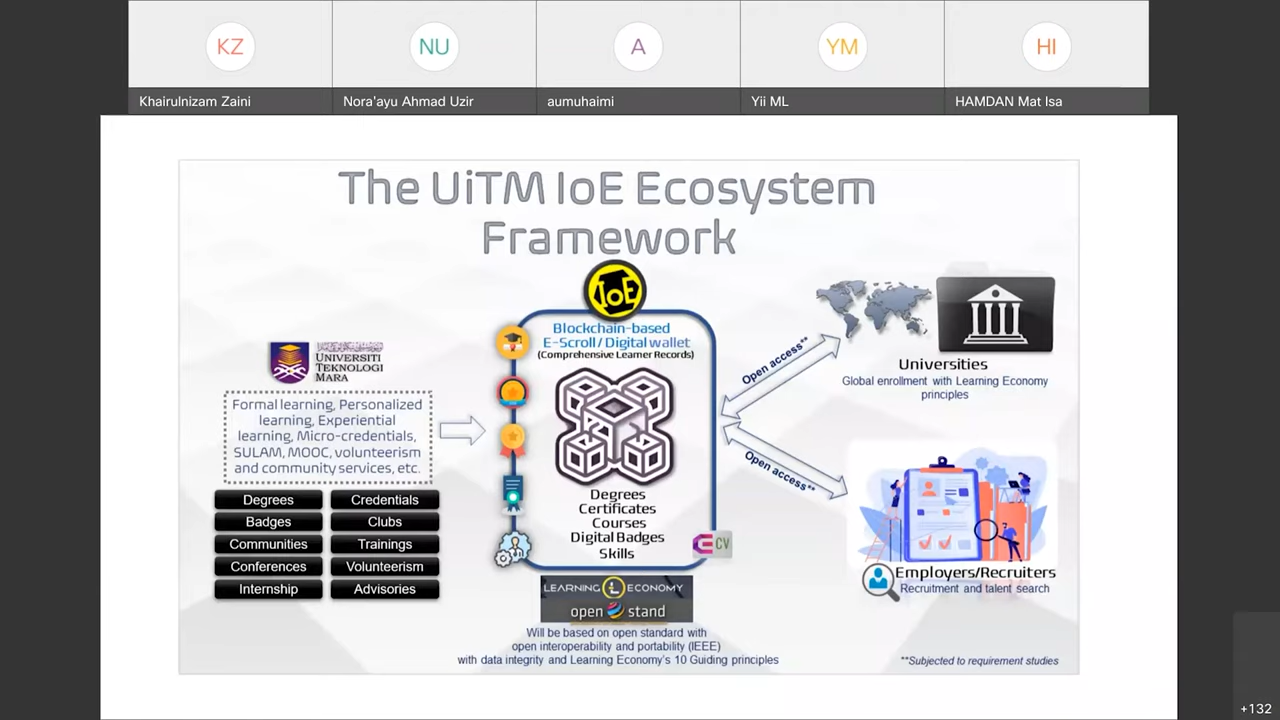 KZ
NU
A
YM
HI
Khairulnizam Zaini
Nora'ayu Ahmad Uzir
aumuhaimi
Yii ML
HAMDAN Mat Isa
The UiTM IoE Ecosystem
Framework
IoE
UNIVERSITI
TEKNOLOGI
MARA
Formal learning, Personalized
learning, Experiential
learning, Micro-credentials,
SULAM, MOOC, volunteerism
and community services, etc.
Degrees
Credentials
Badges
Clubs
Communities
Trainings
Conferences
Volunteerism
Internship
Advisories
Blockchain-based
E-Scroll / Digital wallet
(Comprehensive Learner Records)
Degrees
Certificates
Courses
Digital Badges
Skills
CV
LEARNING ECONOMY
open stand
Will be based on open standard with
open interoperability and portability (IEEE)
with data integrity and Learning Economy's 10 Guiding principles
Open access**
Open access**
Universities
Global enrollment with Learning Economy
principles
Employers/Recruiters
Recruitment and talent search
**Subjected to requirement studies
+132